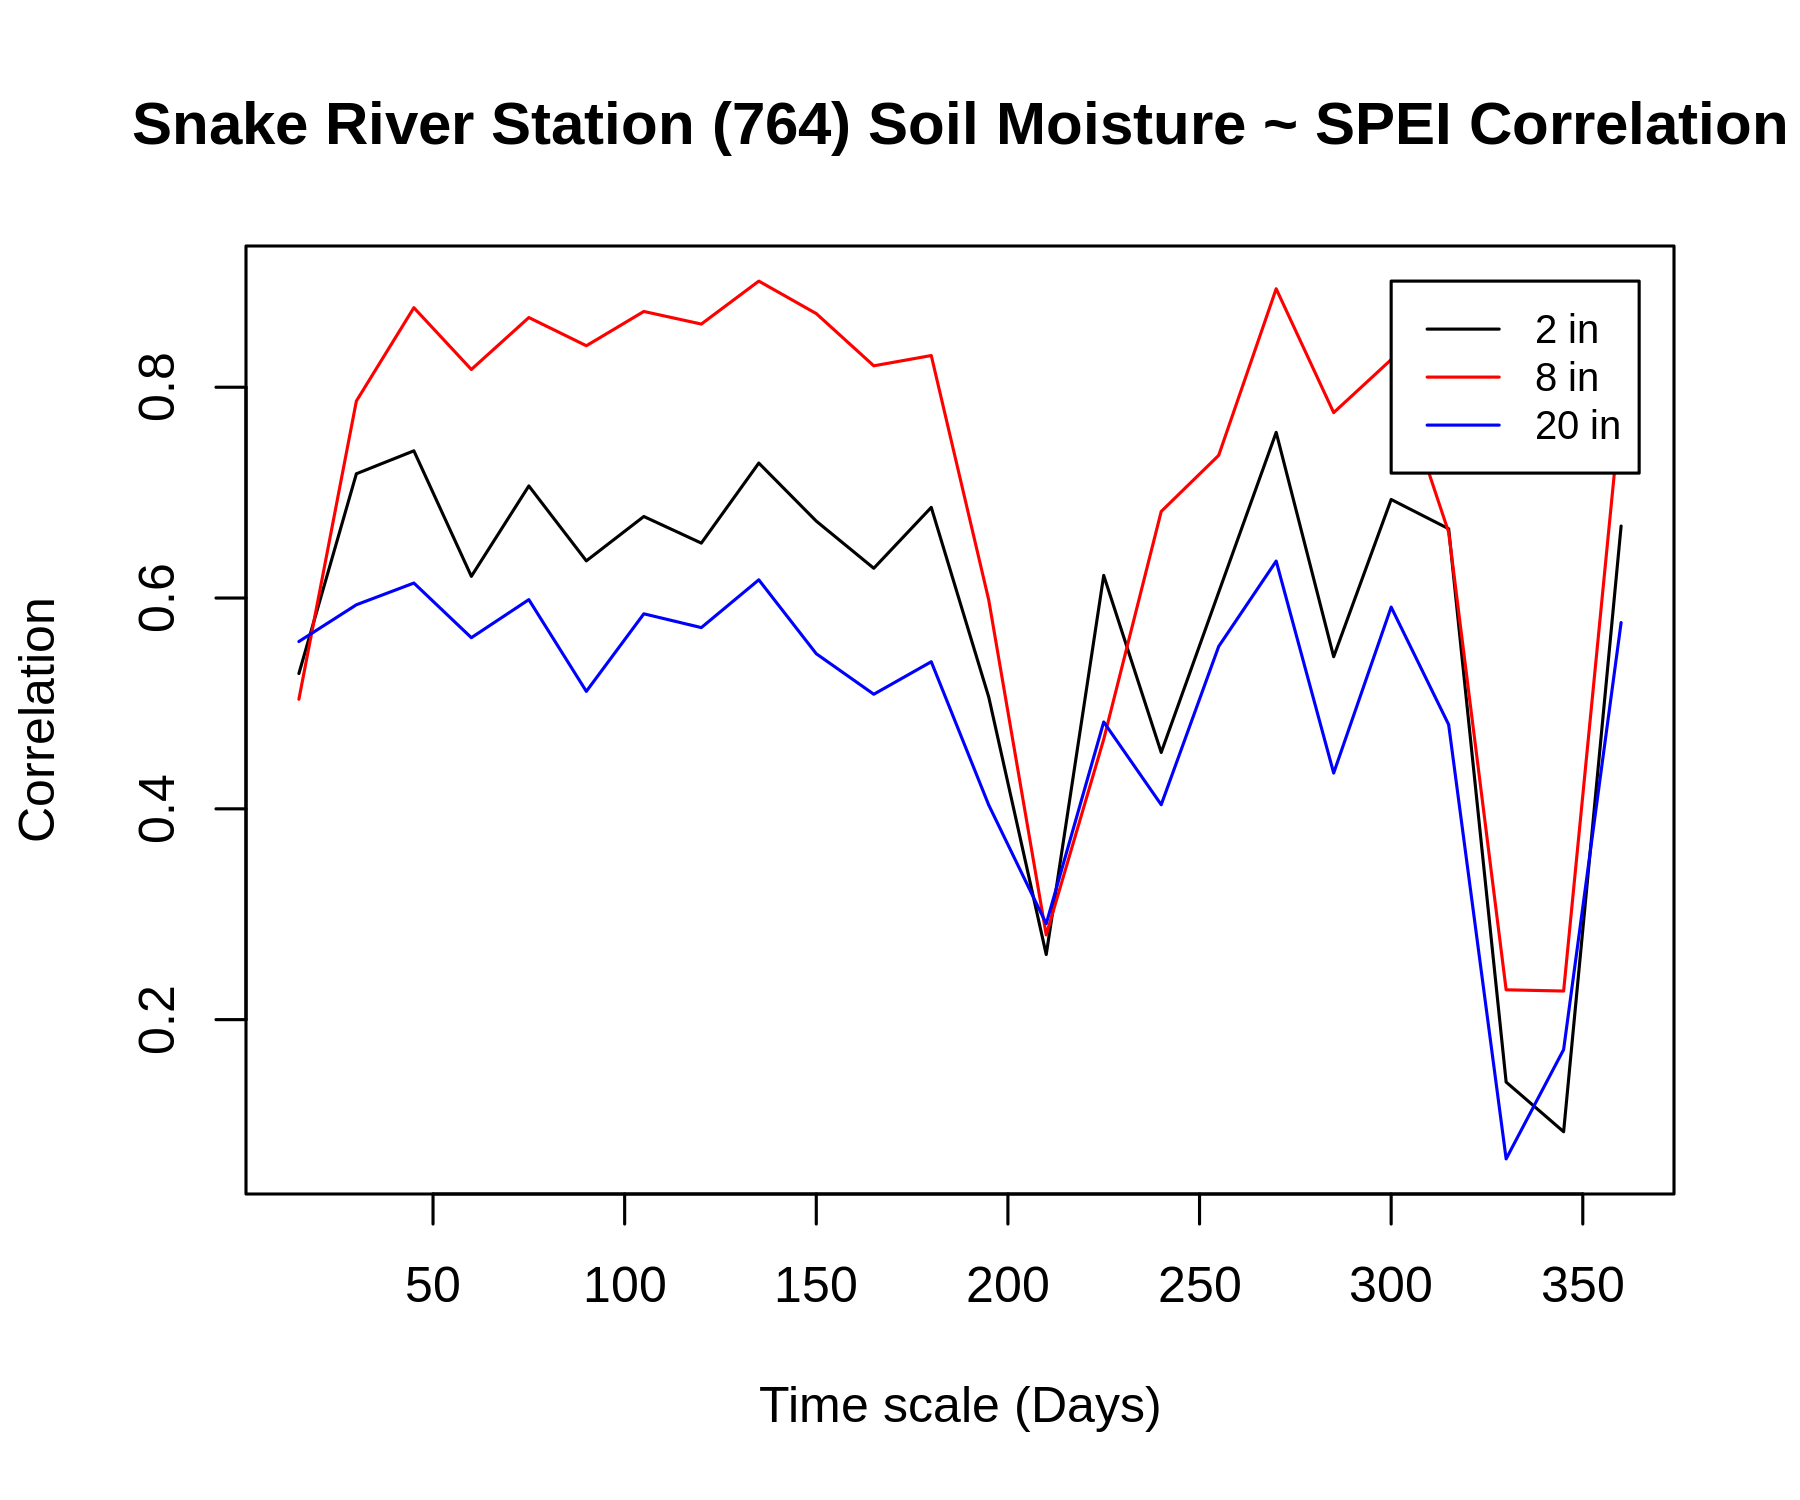 Snake River Station (764) Soil Moisture ~ SPEI Correlation
2 in
8 in
20 in
Correlation
0.8
0.6
0.4
0.2
50 100 150 200 250 300 350
Time scale (Days)